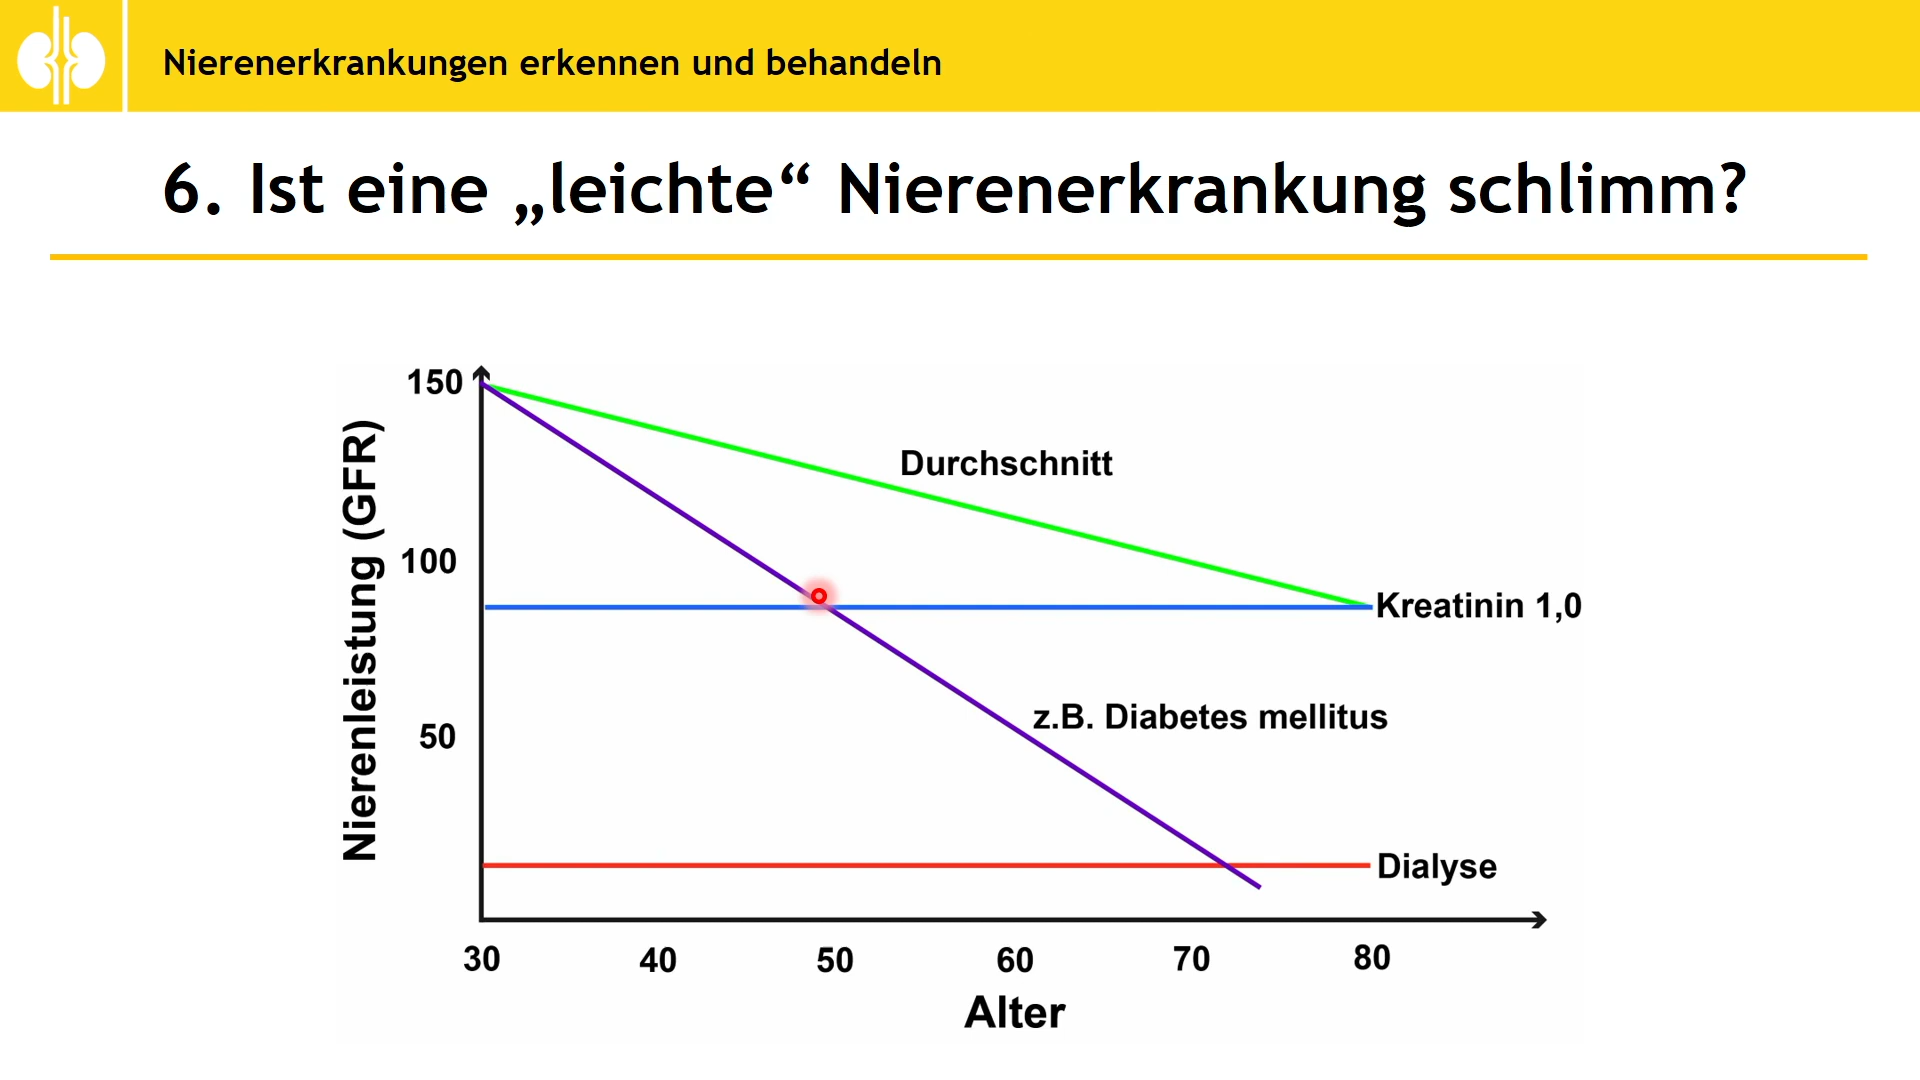 Nierenerkrankungen erkennen und behandeln
6. Ist eine „leichte“ Nierenerkrankung schlimm?
Nierenleistung (GFR)
150
100
50
Durchschnitt
Kreatinin 1,0
z.B. Diabetes mellitus
Dialyse
30 40 50 60 70 80
Alter